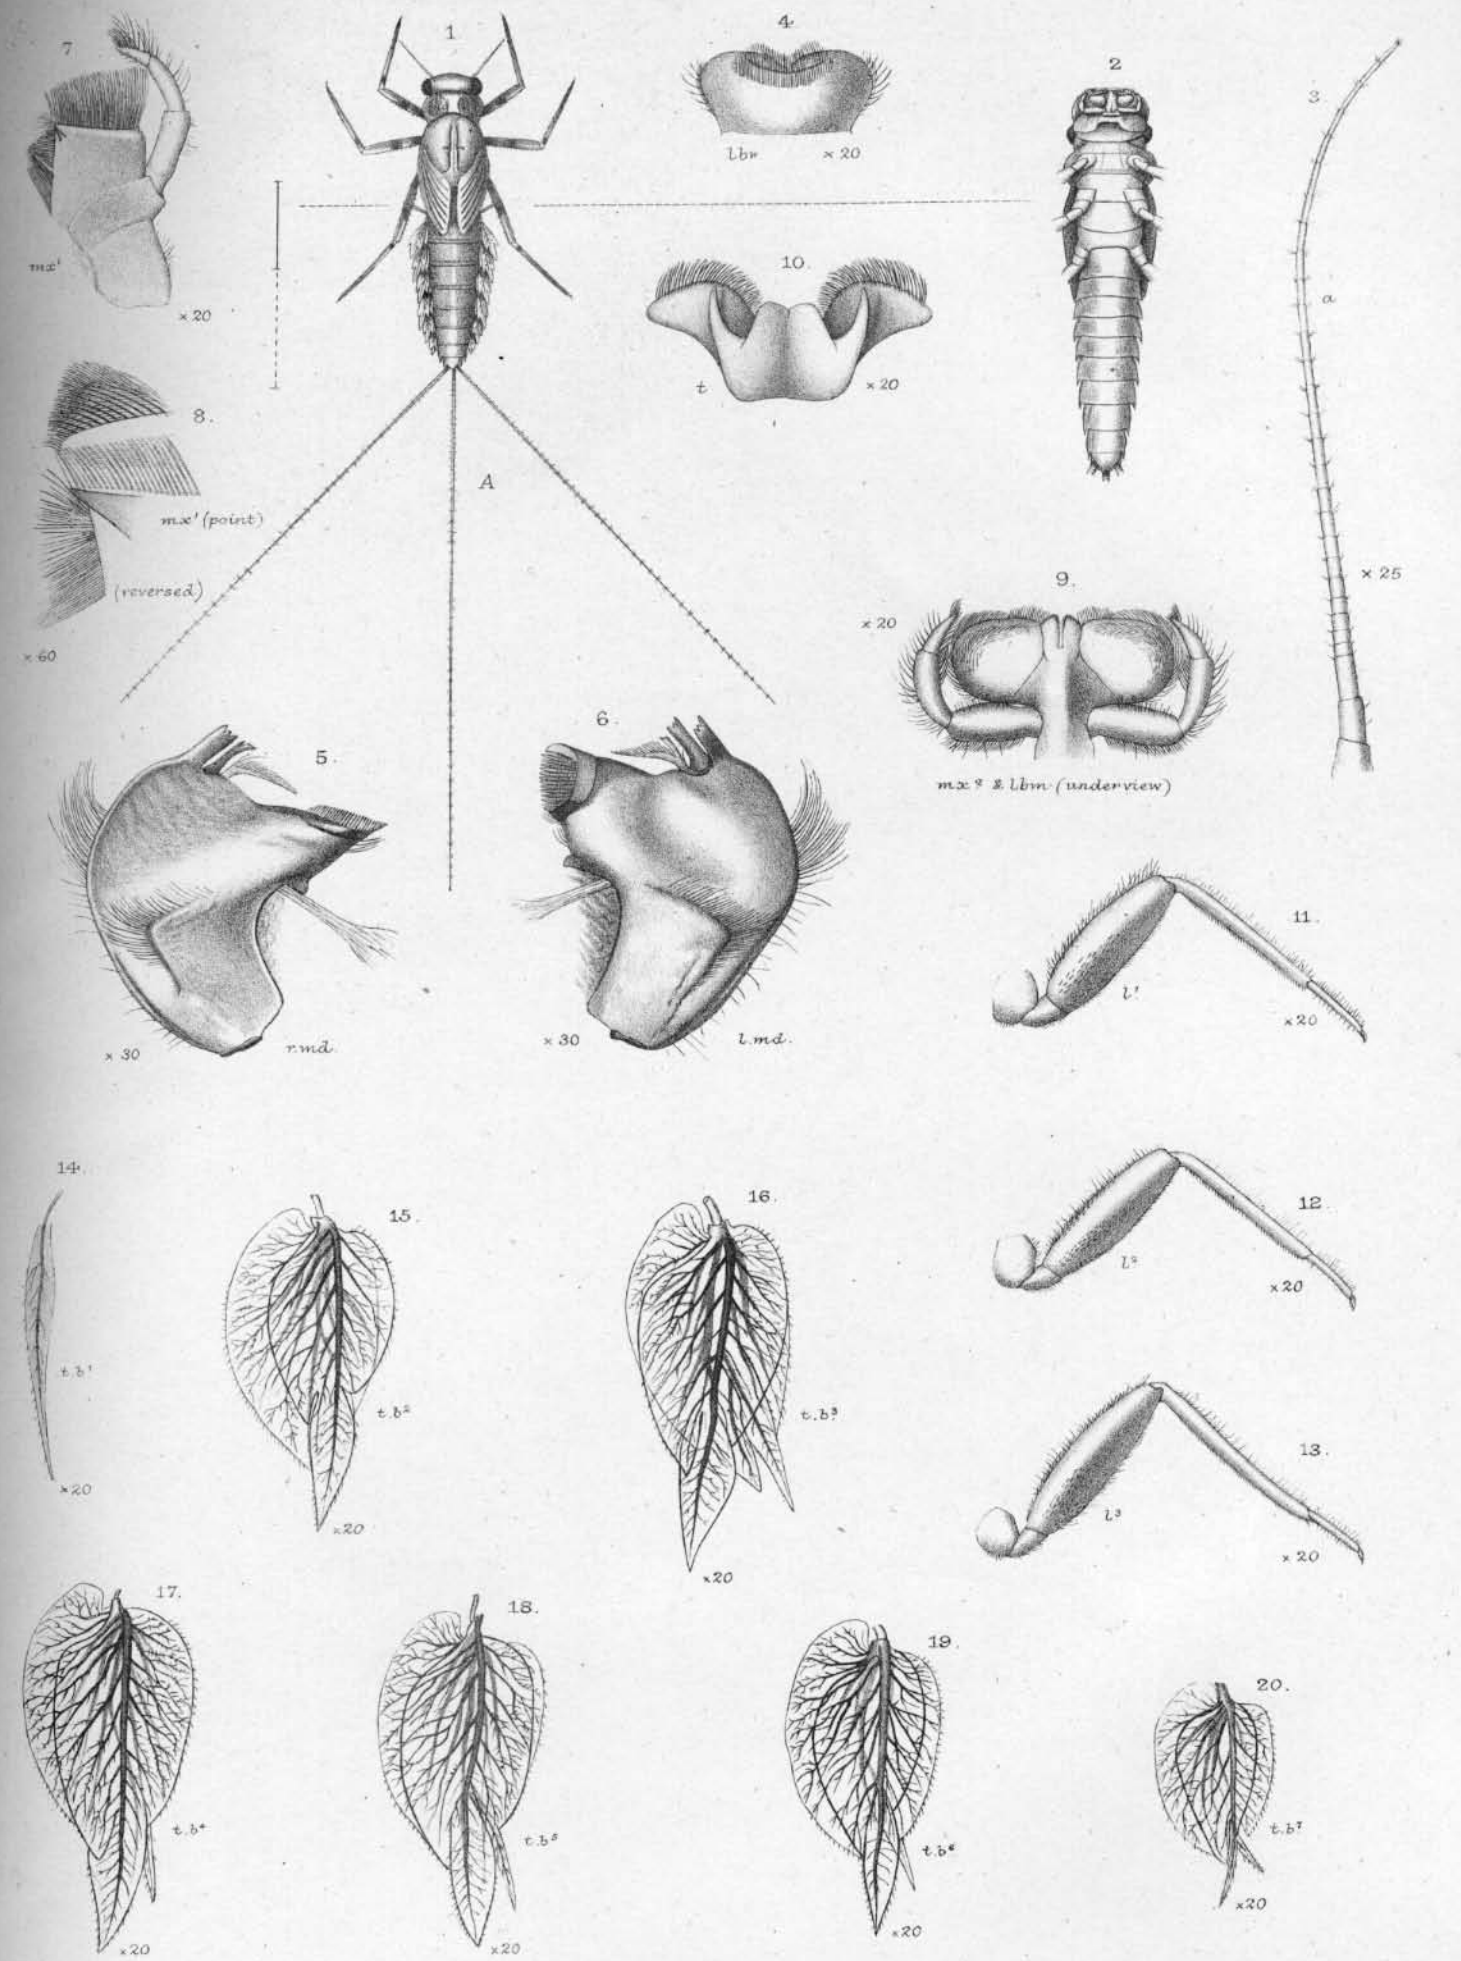 7
mx'
× 20
8.
mx' (point)
(reversed)
× 60
1
A
4
lbr
× 20
10.
t
× 20
2
3
a
× 25
9.
× 20
mx² & lbm (underview)
5.
× 30
r.md.
6.
× 30
l.md.
11.
l¹
×20
12.
l²
×20
13.
l³
×20
14.
t.b¹
×20
15.
t.b²
×20
16.
t.b³
×20
17.
t.b⁴
×20
18.
t.b⁵
×20
19.
t.b⁶
×20
20.
t.b⁷
×20